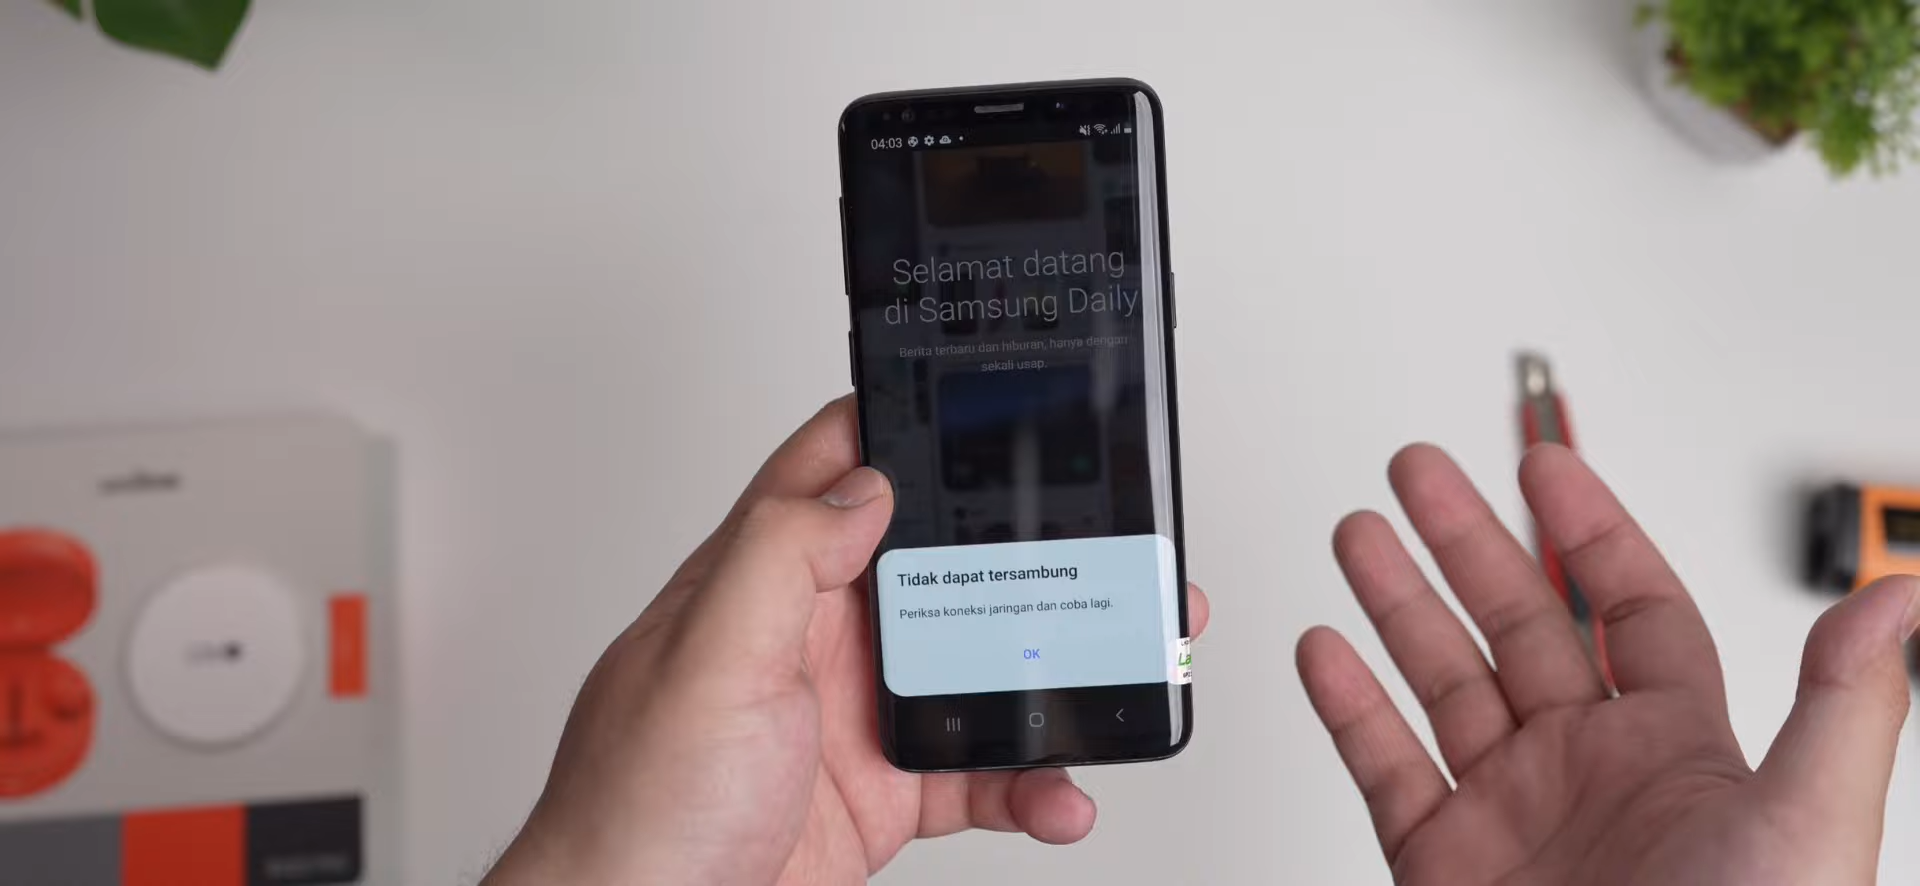 04:03
Selamat datang
di Samsung Daily
Berita terbaru dan hiburan, hanya dengan
sekali usap.
Tidak dapat tersambung
Periksa koneksi jaringan dan coba lagi.
OK
La